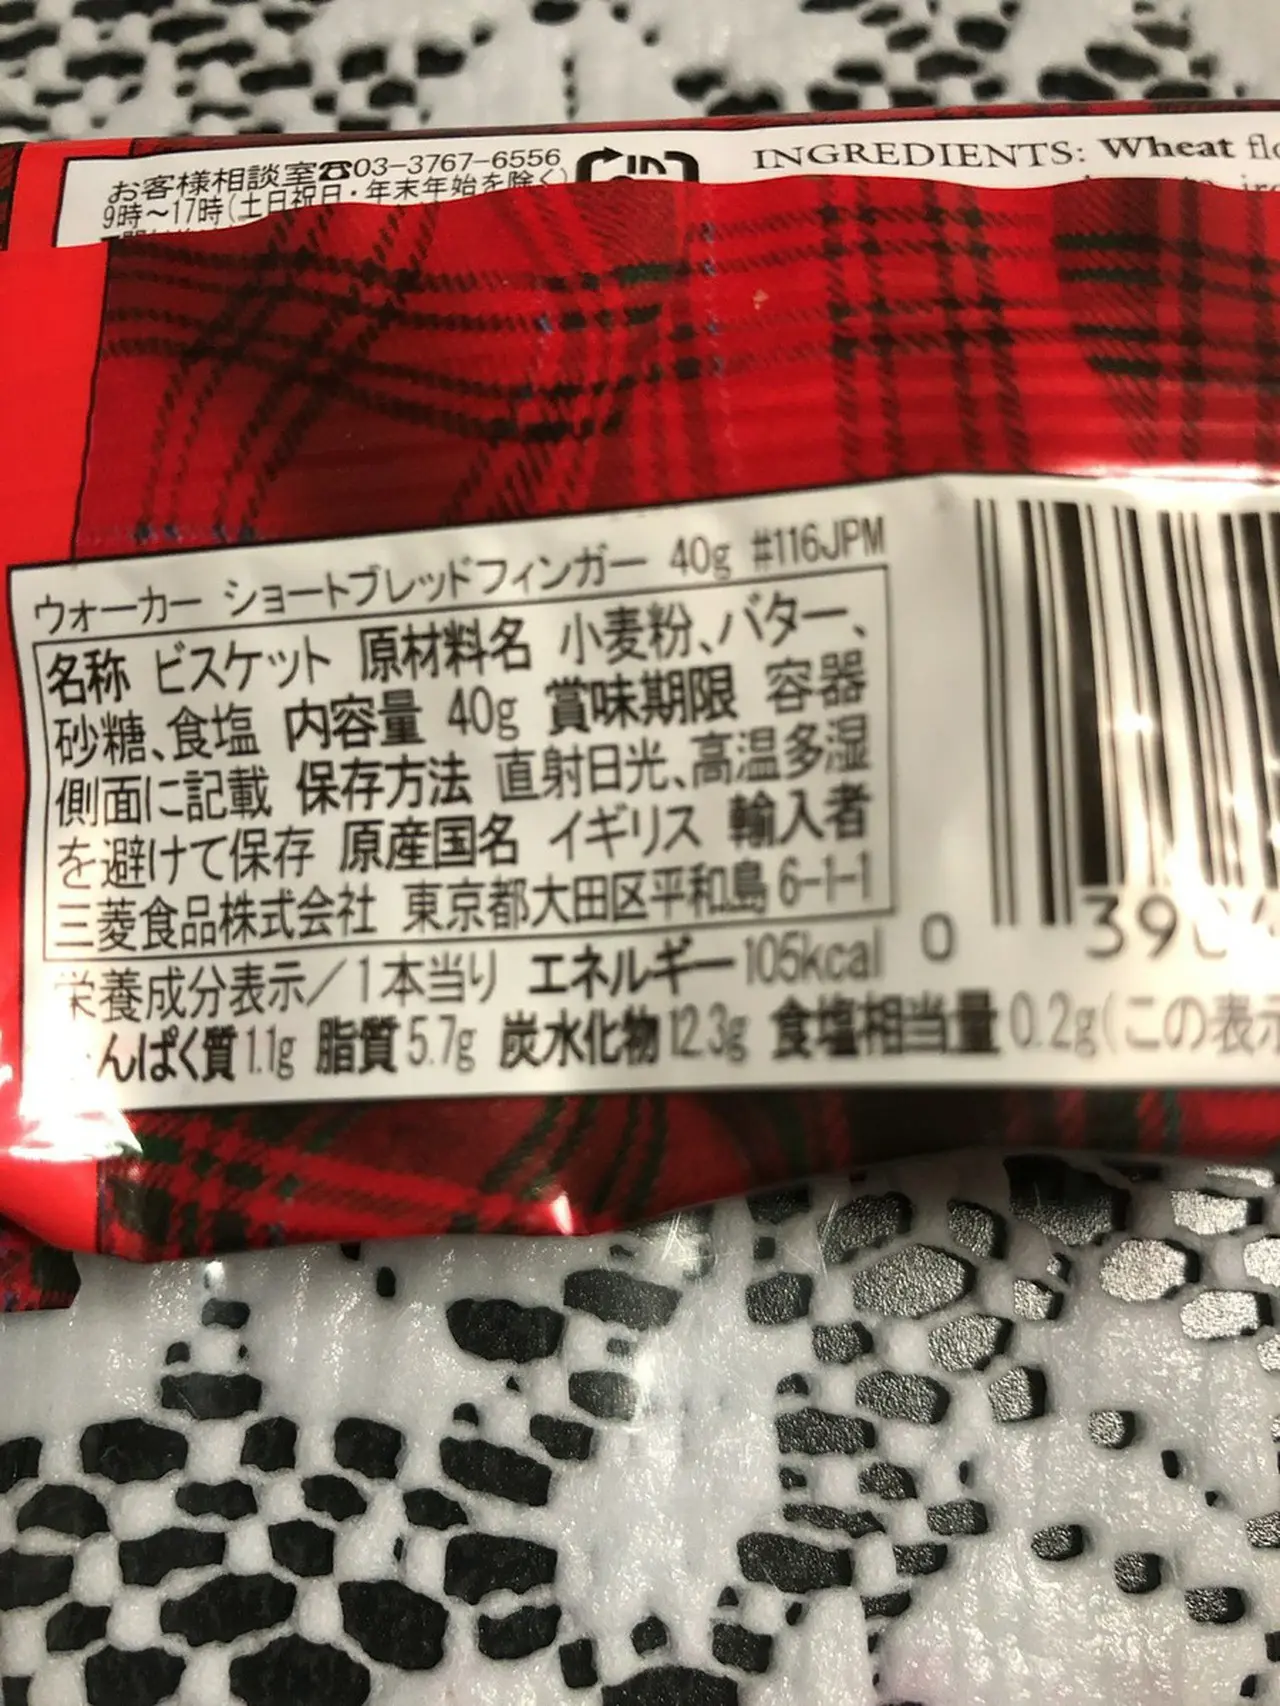 お客様相談室☎03-3767-6556
9時〜17時(土日祝日・年末年始を除く)
INGREDIENTS: Wheat
ウォーカー ショートブレッドフィンガー 40g #116JPM
名称 ビスケット 原材料名 小麦粉、バター、
砂糖、食塩 内容量 40g 賞味期限 容器
側面に記載 保存方法 直射日光、高温多湿
を避けて保存 原産国名 イギリス 輸入者
三菱食品株式会社 東京都大田区平和島 6-1-1
栄養成分表示/1本当り エネルギー 105kcal
んぱく質 1.1g 脂質 5.7g 炭水化物 12.3g 食塩相当量 0.2g(この表示
0 39